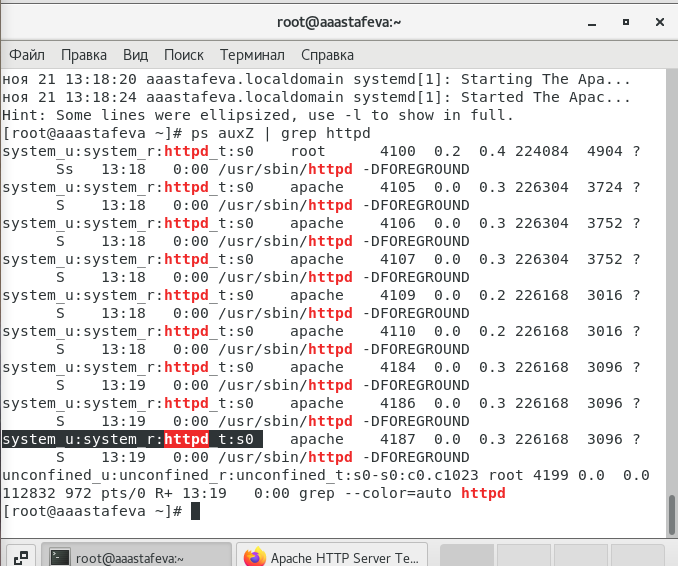 root@aaastafeva:~
Файл Правка Вид Поиск Терминал Справка
ноя 21 13:18:20 aaastafeva.localdomain systemd[1]: Starting The Apa...
ноя 21 13:18:24 aaastafeva.localdomain systemd[1]: Started The Apac...
Hint: Some lines were ellipsized, use -l to show in full.
[root@aaastafeva ~]# ps auxZ | grep httpd
system_u:system_r:httpd_t:s0    root      4100  0.2  0.4 224084  4904 ?
      Ss   13:18   0:00 /usr/sbin/httpd -DFOREGROUND
system_u:system_r:httpd_t:s0    apache    4105  0.0  0.3 226304  3724 ?
      S    13:18   0:00 /usr/sbin/httpd -DFOREGROUND
system_u:system_r:httpd_t:s0    apache    4106  0.0  0.3 226304  3752 ?
      S    13:18   0:00 /usr/sbin/httpd -DFOREGROUND
system_u:system_r:httpd_t:s0    apache    4107  0.0  0.3 226304  3752 ?
      S    13:18   0:00 /usr/sbin/httpd -DFOREGROUND
system_u:system_r:httpd_t:s0    apache    4109  0.0  0.2 226168  3016 ?
      S    13:18   0:00 /usr/sbin/httpd -DFOREGROUND
system_u:system_r:httpd_t:s0    apache    4110  0.0  0.2 226168  3016 ?
      S    13:18   0:00 /usr/sbin/httpd -DFOREGROUND
system_u:system_r:httpd_t:s0    apache    4184  0.0  0.3 226168  3096 ?
      S    13:19   0:00 /usr/sbin/httpd -DFOREGROUND
system_u:system_r:httpd_t:s0    apache    4186  0.0  0.3 226168  3096 ?
      S    13:19   0:00 /usr/sbin/httpd -DFOREGROUND
system_u:system_r:httpd_t:s0    apache    4187  0.0  0.3 226168  3096 ?
      S    13:19   0:00 /usr/sbin/httpd -DFOREGROUND
unconfined_u:unconfined_r:unconfined_t:s0-s0:c0.c1023 root 4199 0.0  0.0
112832 972 pts/0 R+ 13:19   0:00 grep --color=auto httpd
[root@aaastafeva ~]#
root@aaastafeva:~
Apache HTTP Server Te...